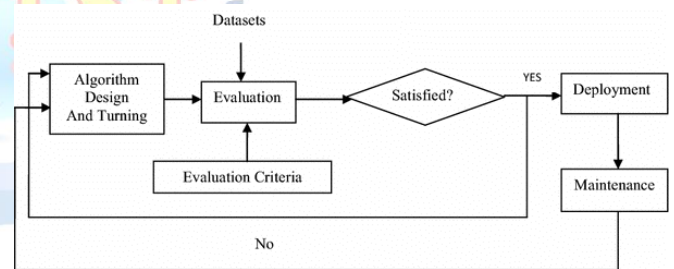 Datasets
Algorithm
Design
And Turning
Evaluation
Satisfied?
YES
Deployment
Evaluation Criteria
Maintenance
No